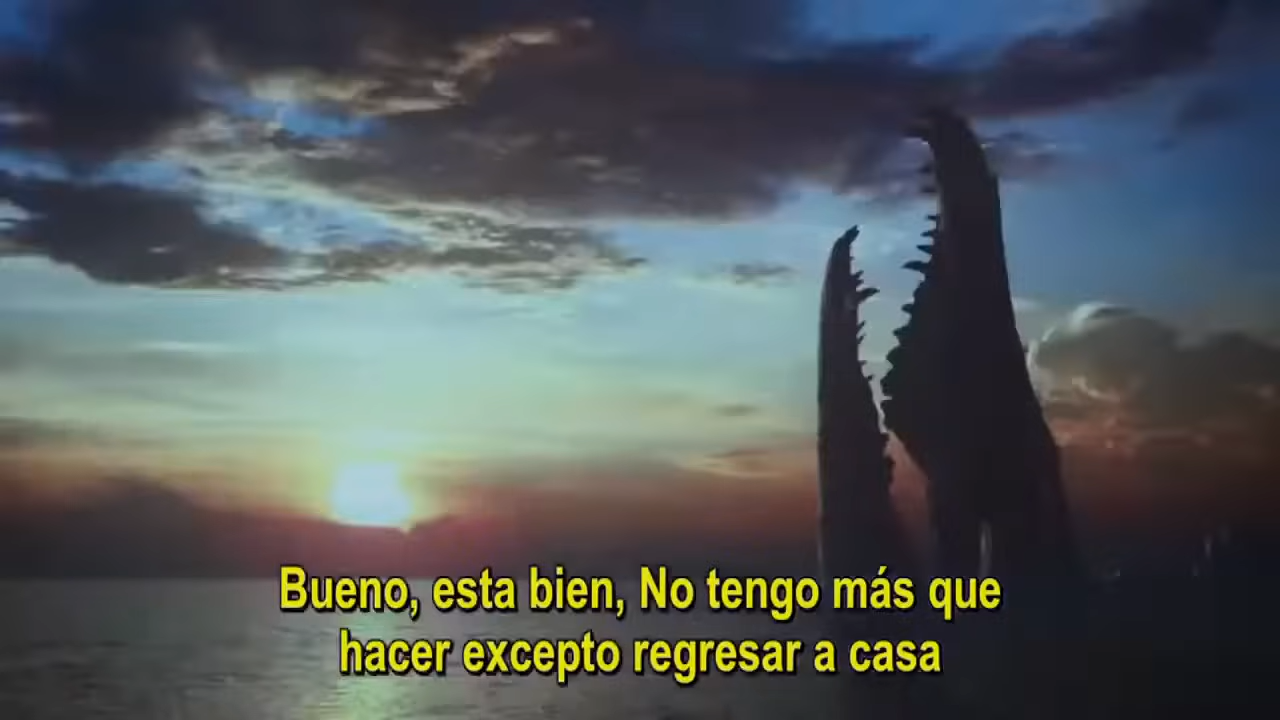 Bueno, esta bien, No tengo más que
hacer excepto regresar a casa